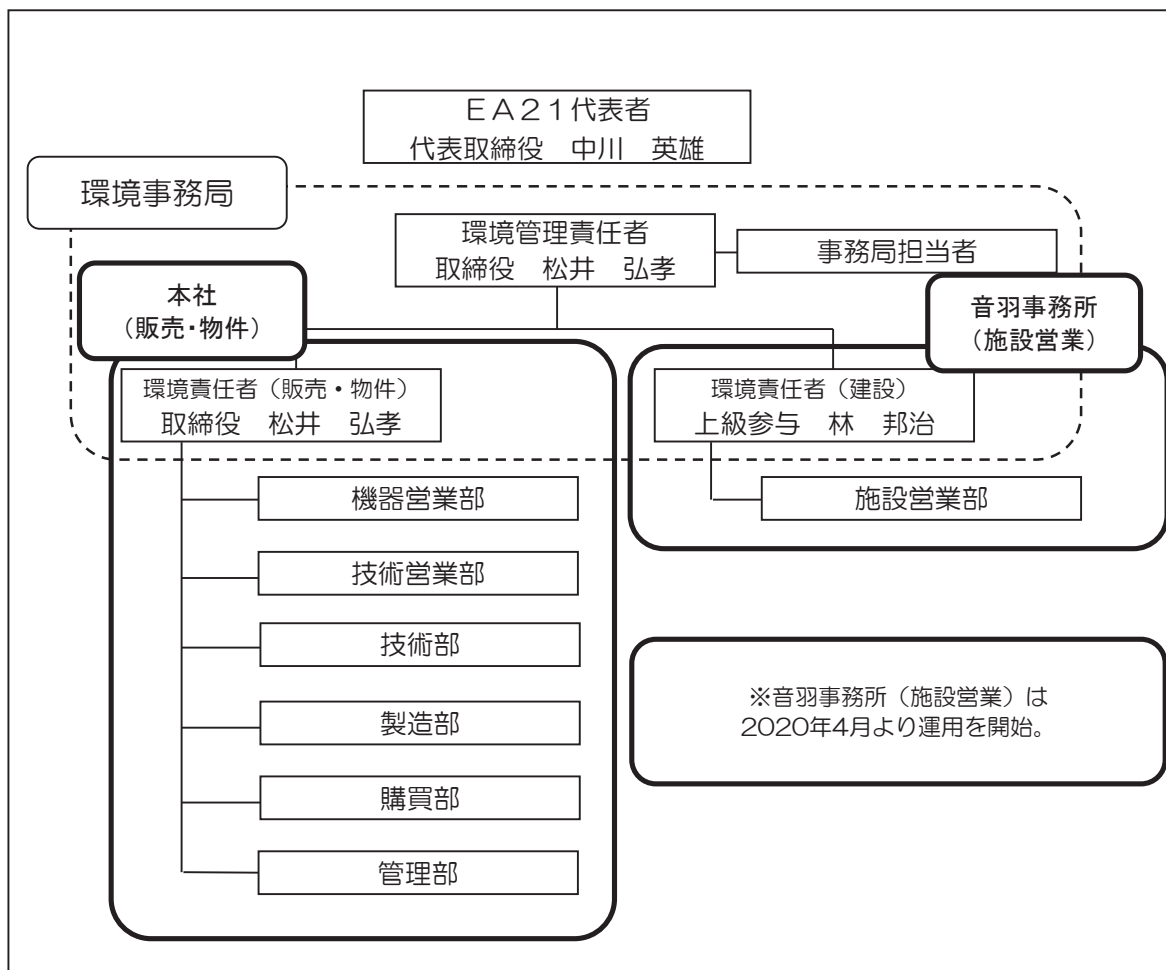 EA21代表者
代表取締役　中川　英雄
環境事務局
環境管理責任者
取締役　松井　弘孝
事務局担当者
本社
（販売・物件）
音羽事務所
（施設営業）
環境責任者（販売・物件）
取締役　松井　弘孝
環境責任者（建設）
上級参与　林　邦治
機器営業部
技術営業部
技術部
製造部
購買部
管理部
施設営業部
※音羽事務所（施設営業）は
2020年4月より運用を開始。